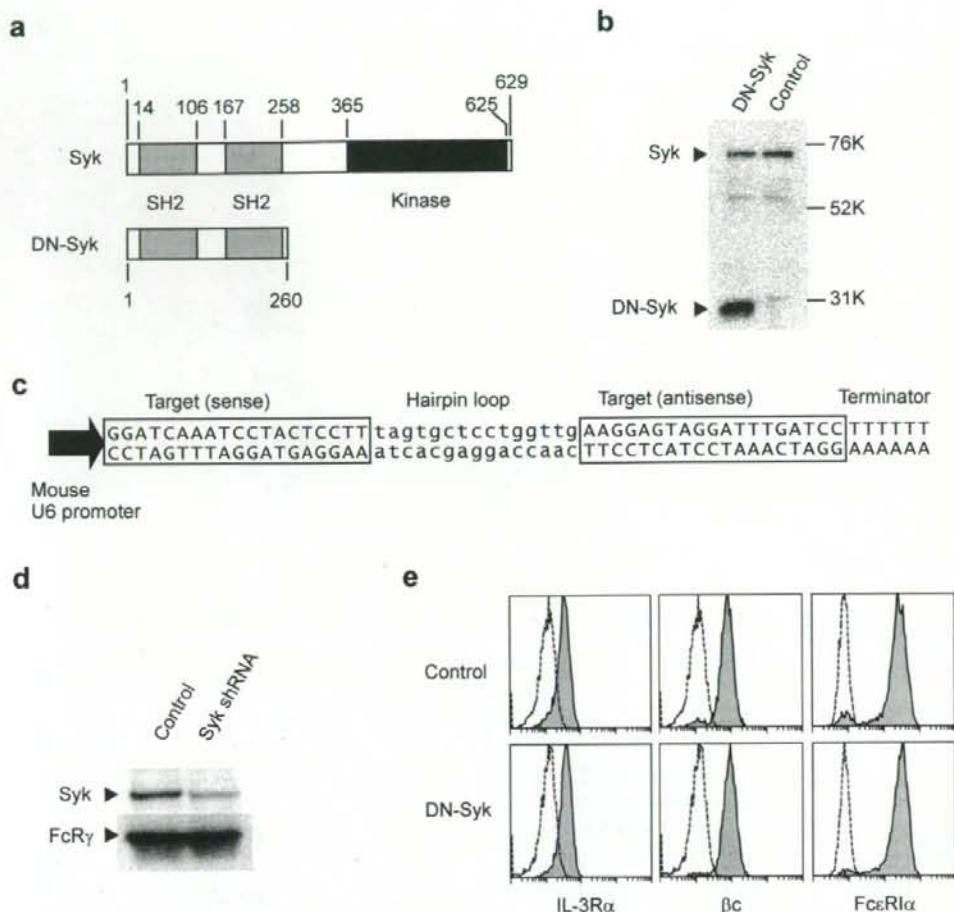 a
1
629
14 106 167 258 365 625
Syk
SH2 SH2 Kinase
DN-Syk
1 260
b
DN-Syk
Control
Syk
76K
52K
31K
DN-Syk
c
Target (sense) Hairpin loop Target (antisense) Terminator
GGATCAAATCCTACTCCTT tagtgctcctggttg AAGGAGTAGGATTTGATCC TTTTTT
CCTAGTTTAGGATGAGGAA atcacgaggaccaac TTCCTCATCCTAAACTAGG AAAAAA
Mouse
U6 promoter
d
Control
Syk shRNA
Syk
FcRγ
e
Control
DN-Syk
IL-3Rα βc FcεRIα